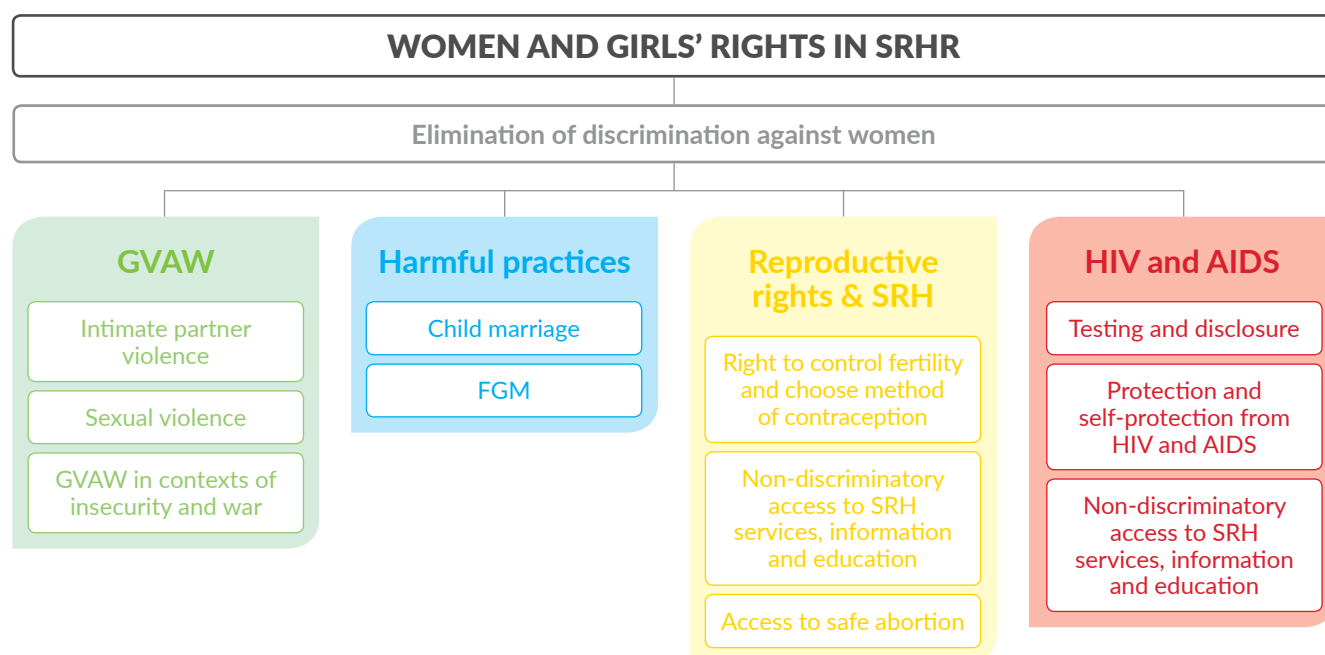 WOMEN AND GIRLS’ RIGHTS IN SRHR
Elimination of discrimination against women
GVAW
Intimate partner
violence
Sexual violence
GVAW in contexts of
insecurity and war
Harmful practices
Child marriage
FGM
Reproductive
rights & SRH
Right to control fertility
and choose method
of contraception
Non-discriminatory
access to SRH
services, information
and education
Access to safe abortion
HIV and AIDS
Testing and disclosure
Protection and
self-protection from
HIV and AIDS
Non-discriminatory
access to SRH
services, information
and education